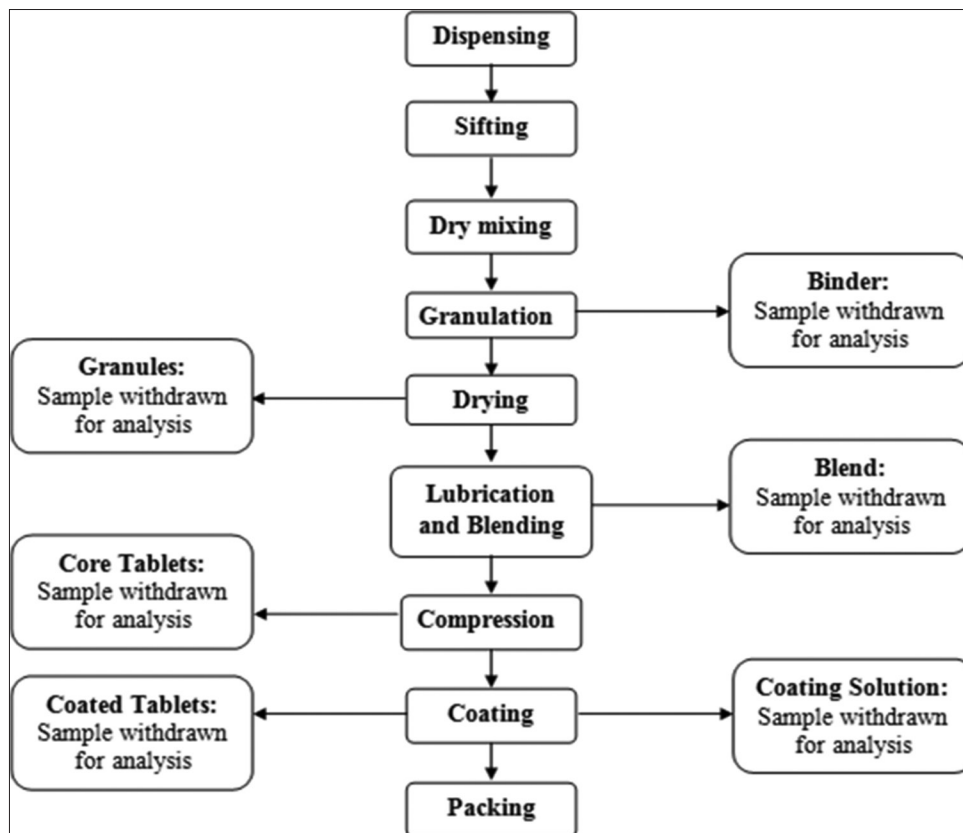 Dispensing
Sifting
Dry mixing
Binder:
Sample withdrawn
for analysis
Granulation
Granules:
Sample withdrawn
for analysis
Drying
Blend:
Sample withdrawn
for analysis
Lubrication
and Blending
Core Tablets:
Sample withdrawn
for analysis
Compression
Coated Tablets:
Sample withdrawn
for analysis
Coating
Coating Solution:
Sample withdrawn
for analysis
Packing